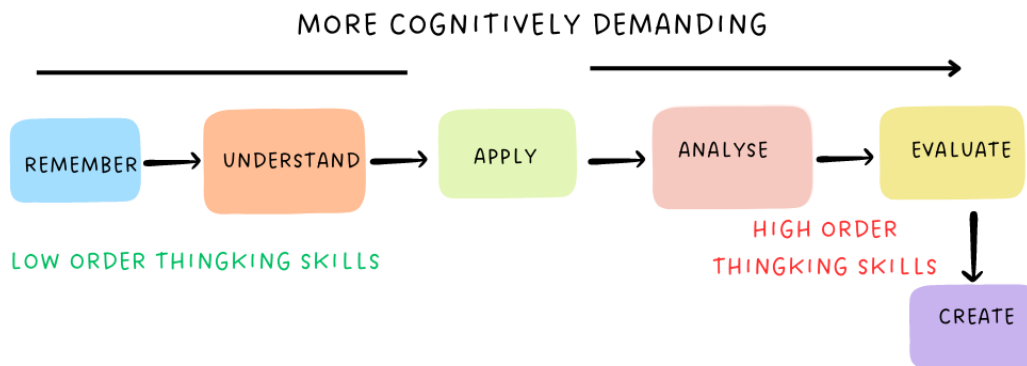 MORE COGNITIVELY DEMANDING
REMEMBER
UNDERSTAND
APPLY
ANALYSE
EVALUATE
LOW ORDER THINGKING SKILLS
HIGH ORDER
THINGKING SKILLS
CREATE